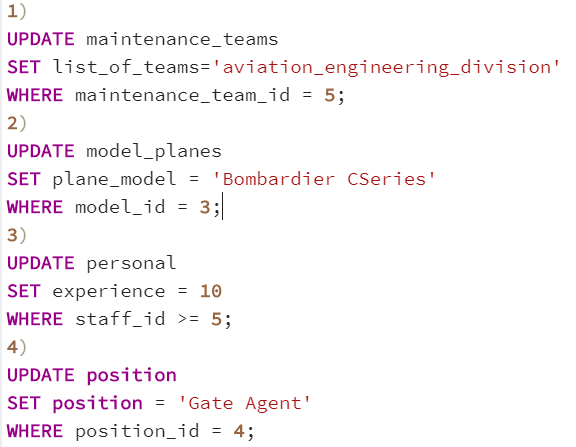 1)
UPDATE maintenance_teams
SET list_of_teams='aviation_engineering_division'
WHERE maintenance_team_id = 5;
2)
UPDATE model_planes
SET plane_model = 'Bombardier CSeries'
WHERE model_id = 3;
3)
UPDATE personal
SET experience = 10
WHERE staff_id >= 5;
4)
UPDATE position
SET position = 'Gate Agent'
WHERE position_id = 4;